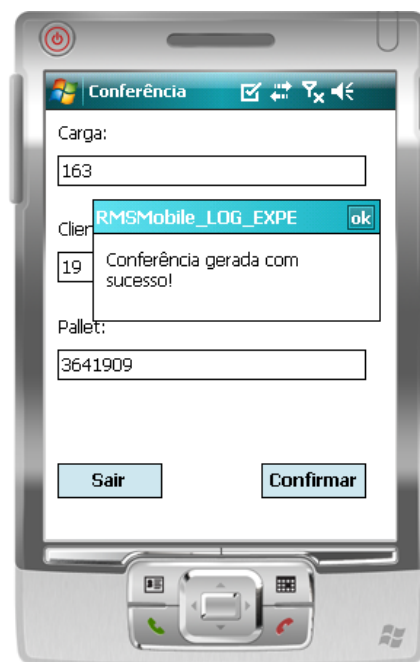 Conferência
Carga:
163
Clien
RMSMobile_LOG_EXPE ok
19
Conferência gerada com
sucesso!
Pallet:
3641909
Sair Confirmar